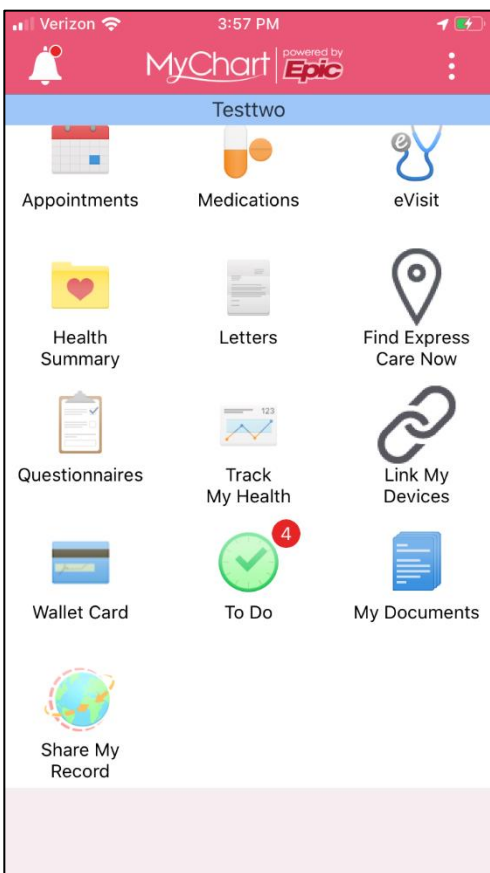 Verizon 3:57 PM
MyChart powered by Epic
Testtwo
Appointments Medications eVisit
Health Summary
Letters
Find Express Care Now
Questionnaires
123
Track My Health
Link My Devices
Wallet Card
4
To Do
My Documents
Share My Record